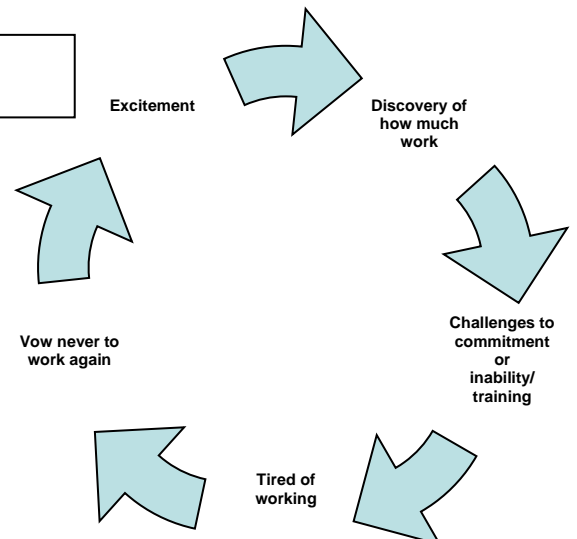 Excitement
Discovery of
how much
work
Challenges to
commitment
or
inability/
training
Tired of
working
Vow never to
work again